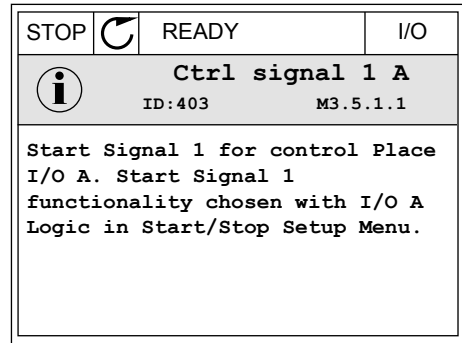 STOP READY I/O
Ctrl signal 1 A
ID:403 M3.5.1.1
Start Signal 1 for control Place
I/O A. Start Signal 1
functionality chosen with I/O A
Logic in Start/Stop Setup Menu.